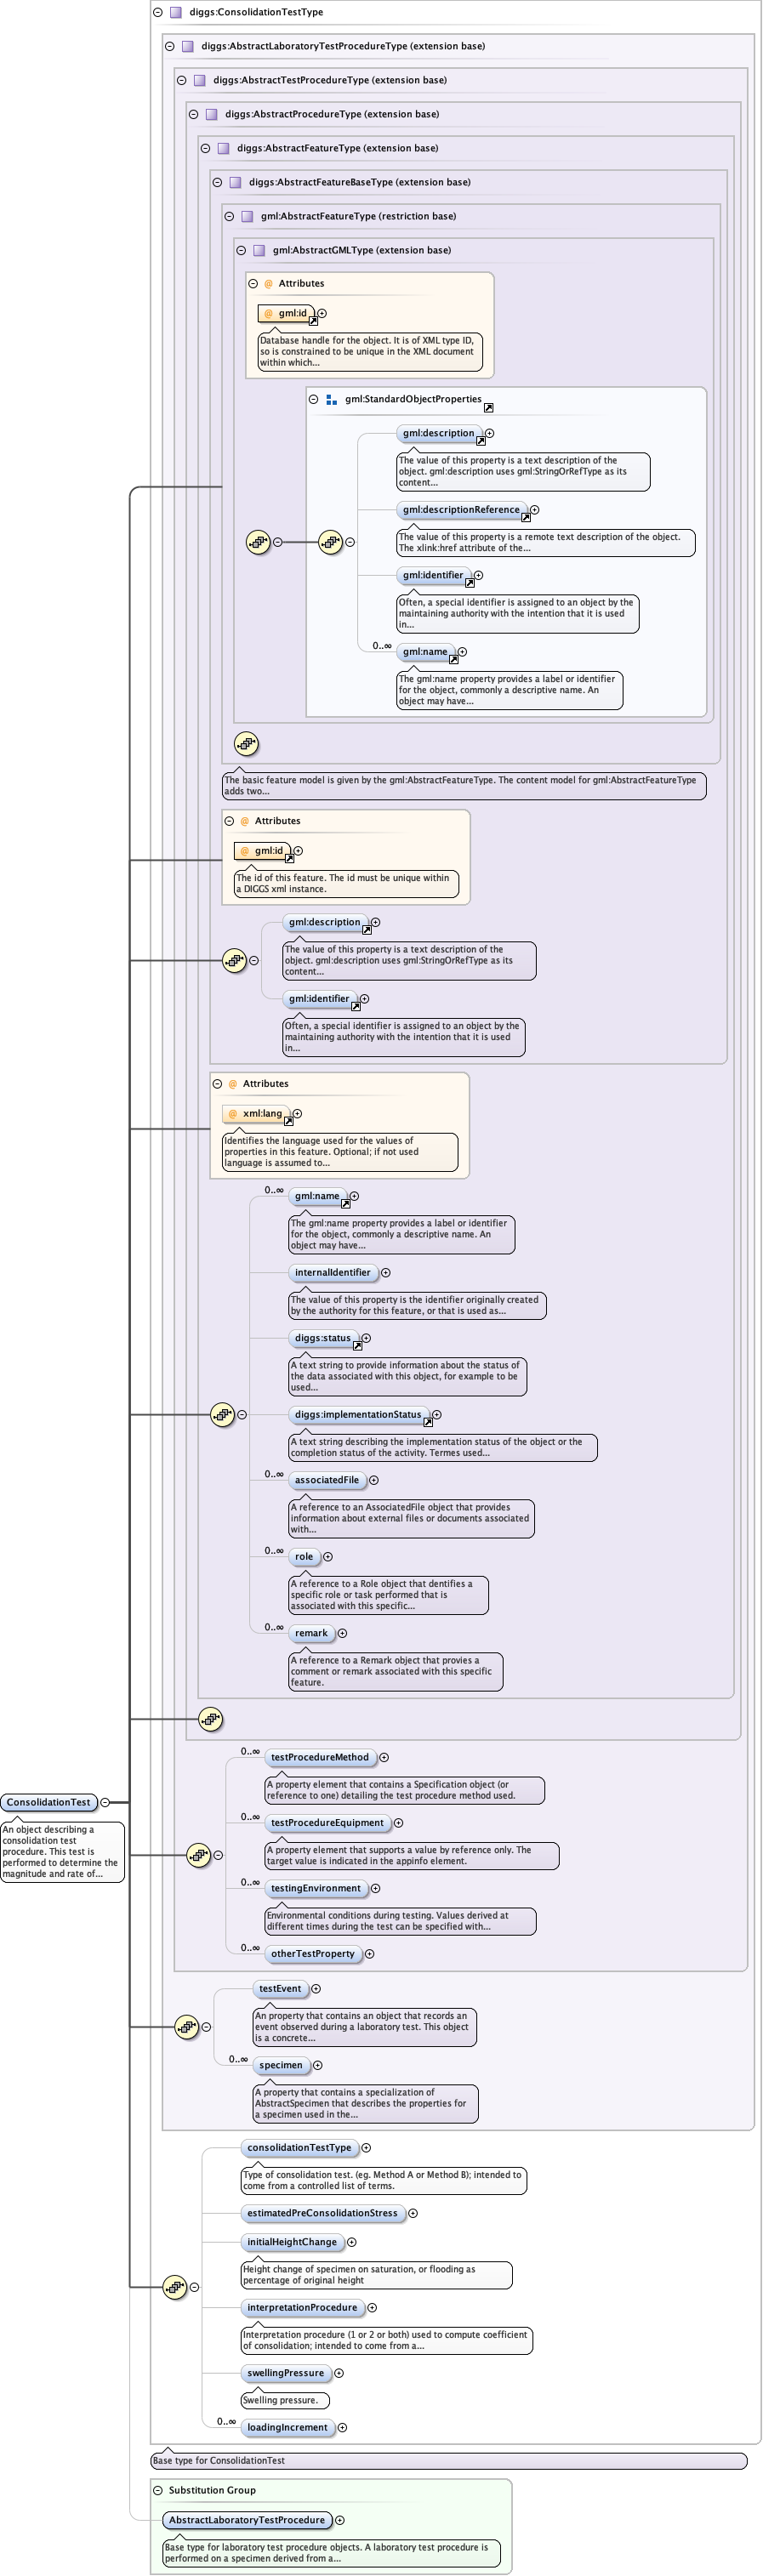 diggs:ConsolidationTestType
diggs:AbstractLaboratoryTestProcedureType (extension base)
diggs:AbstractTestProcedureType (extension base)
diggs:AbstractProcedureType (extension base)
diggs:AbstractFeatureType (extension base)
diggs:AbstractFeatureBaseType (extension base)
gml:AbstractFeatureType (restriction base)
gml:AbstractGMLType (extension base)
@ Attributes
@ gml:id
Database handle for the object. It is of XML type ID,
so is constrained to be unique in the XML document
within which...
gml:StandardObjectProperties
gml:description
The value of this property is a text description of the
object. gml:description uses gml:StringOrRefType as its
content...
gml:descriptionReference
The value of this property is a remote text description of the object.
The xlink:href attribute of the...
gml:identifier
Often, a special identifier is assigned to an object by the
maintaining authority with the intention that it is used
in...
0..∞
gml:name
The gml:name property provides a label or identifier
for the object, commonly a descriptive name. An
object may have...
The basic feature model is given by the gml:AbstractFeatureType. The content model for gml:AbstractFeatureType
adds two...
@ Attributes
@ gml:id
The id of this feature. The id must be unique within
a DIGGS xml instance.
gml:description
The value of this property is a text description of the
object. gml:description uses gml:StringOrRefType as its
content...
gml:identifier
Often, a special identifier is assigned to an object by the
maintaining authority with the intention that it is used
in...
@ Attributes
@ xml:lang
Identifies the language used for the values of
properties in this feature. Optional; if not used
language is assumed to...
0..∞
gml:name
The gml:name property provides a label or identifier
for the object, commonly a descriptive name. An
object may have...
internalIdentifier
The value of this property is the identifier originally created
by the authority for this feature, or that is used as...
diggs:status
A text string to provide information about the status of
the data associated with this object, for example to be
used...
diggs:implementationStatus
A text string describing the implementation status of the object or the
completion status of the activity. Termes used...
0..∞
associatedFile
A reference to an AssociatedFile object that provides
information about external files or documents associated
with...
0..∞
role
A reference to a Role object that dentifies a
specific role or task performed that is
associated with this specific...
0..∞
remark
A reference to a Remark object that provies a
comment or remark associated with this specific
feature.
0..∞
testProcedureMethod
A property element that contains a Specification object (or
reference to one) detailing the test procedure method used.
0..∞
testProcedureEquipment
A property element that supports a value by reference only. The
target value is indicated in the appinfo element.
0..∞
testingEnvironment
Environmental conditions during testing. Values derived at
different times during the test can be specified with...
0..∞
otherTestProperty
ConsolidationTest
An object describing a
consolidation test
procedure. This test is
performed to determine the
magnitude and rate of...
testEvent
An property that contains an object that records an
event observed during a laboratory test. This object
is a concrete...
0..∞
specimen
A property that contains a specialization of
AbstractSpecimen that describes the properties for
a specimen used in the...
consolidationTestType
Type of consolidation test. (eg. Method A or Method B); intended to
come from a controlled list of terms.
estimatedPreConsolidationStress
initialHeightChange
Height change of specimen on saturation, or flooding as
percentage of original height
interpretationProcedure
Interpretation procedure (1 or 2 or both) used to compute coefficient
of consolidation; intended to come from a...
swellingPressure
Swelling pressure.
0..∞
loadingIncrement
Base type for ConsolidationTest
Substitution Group
AbstractLaboratoryTestProcedure
Base type for laboratory test procedure objects. A laboratory test procedure is
performed on a specimen derived from a...